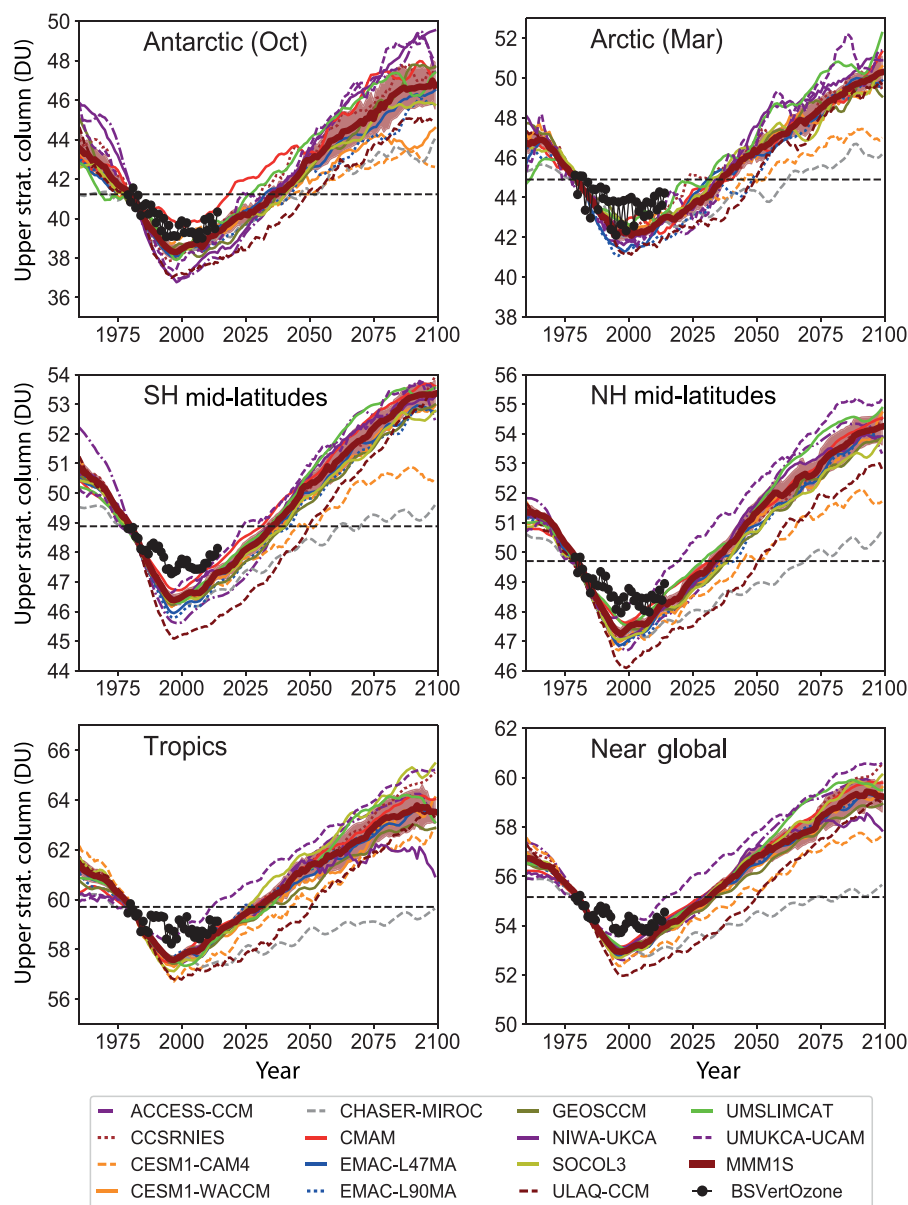 Antarctic (Oct)
Upper strat. column (DU)
50
48
46
44
42
40
38
36
1975 2000 2025 2050 2075 2100
Arctic (Mar)
52
50
48
46
44
42
40
38
1975 2000 2025 2050 2075 2100
SH mid-latitudes
Upper strat. column (DU)
54
53
52
51
50
49
48
47
46
45
44
1975 2000 2025 2050 2075 2100
NH mid-latitudes
56
55
54
53
52
51
50
49
48
47
46
1975 2000 2025 2050 2075 2100
Tropics
Upper strat. column (DU)
66
64
62
60
58
56
55
1975 2000 2025 2050 2075 2100
Year
Near global
62
60
58
56
54
52
50
1975 2000 2025 2050 2075 2100
Year
ACCESS-CCM CHASER-MIROC GEOSCCM UMSLIMCAT
CCSRNIES CMAM NIWA-UKCA UMUKCA-UCAM
CESM1-CAM4 EMAC-L47MA SOCOL3 MMM1S
CESM1-WACCM EMAC-L90MA ULAQ-CCM BSVertOzone